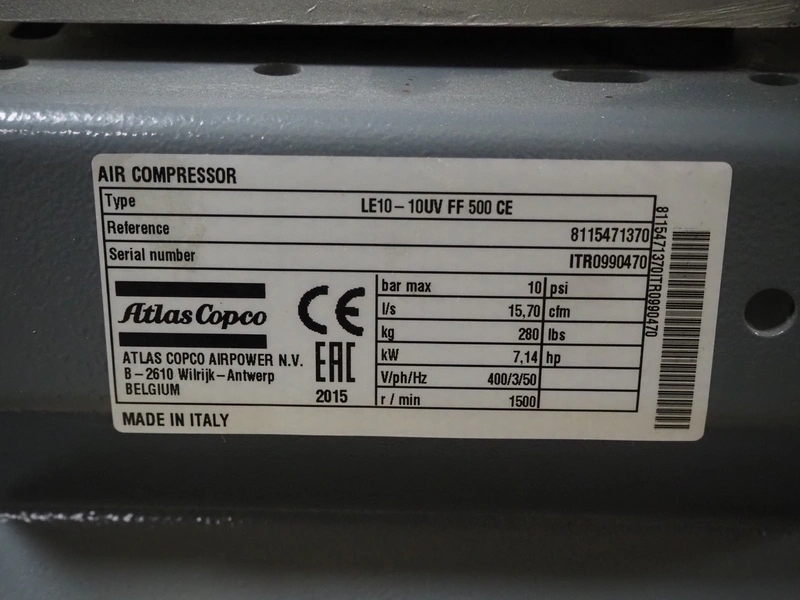 AIR COMPRESSOR
Type LE10-10UV FF 500 CE
Reference 8115471370
Serial number ITR0990470
8115471370ITR0990470
Atlas Copco
CE
EAC
ATLAS COPCO AIRPOWER N.V.
B-2610 Wilrijk-Antwerp
BELGIUM
2015
bar max 10 psi
l/s 15,70 cfm
kg 280 lbs
kW 7,14 hp
V/ph/Hz 400/3/50
r / min 1500
MADE IN ITALY